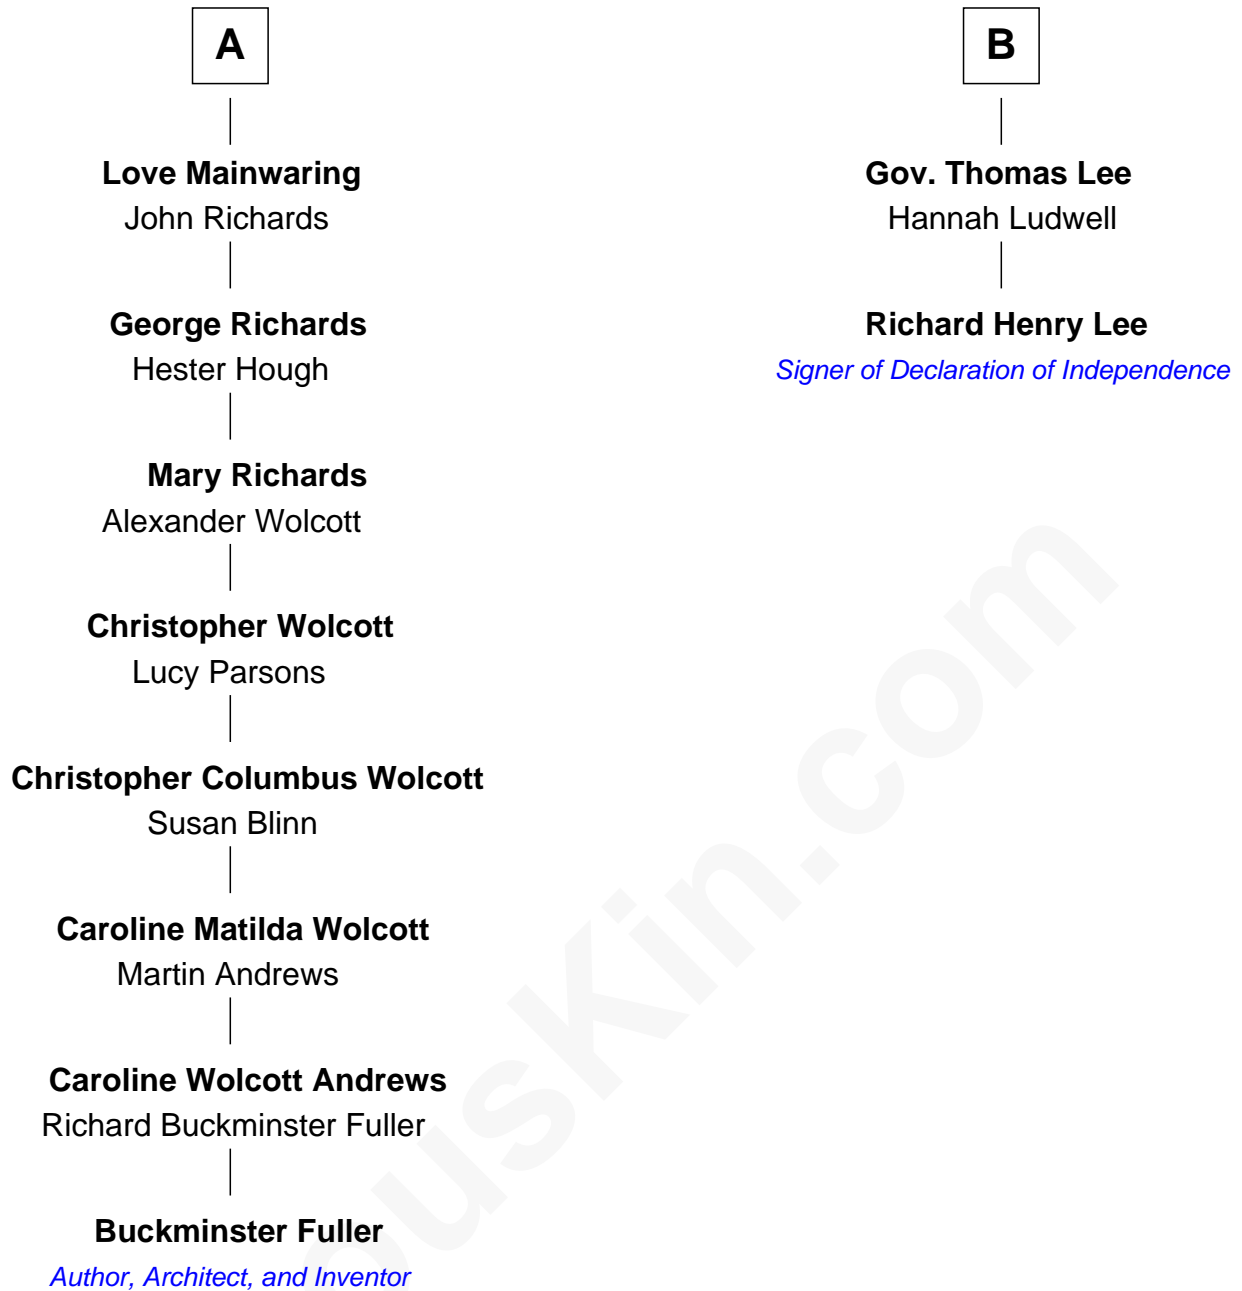 A
Love Mainwaring
John Richards
George Richards
Hester Hough
Mary Richards
Alexander Wolcott
Christopher Wolcott
Lucy Parsons
Christopher Columbus Wolcott
Susan Blinn
Caroline Matilda Wolcott
Martin Andrews
Caroline Wolcott Andrews
Richard Buckminster Fuller
Buckminster Fuller
Author, Architect, and Inventor
B
Gov. Thomas Lee
Hannah Ludwell
Richard Henry Lee
Signer of Declaration of Independence
ousKin.com